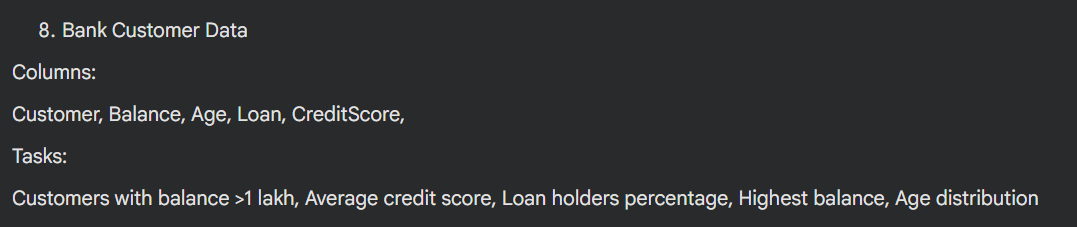 8. Bank Customer Data
Columns:
Customer, Balance, Age, Loan, CreditScore,
Tasks:
Customers with balance >1 lakh, Average credit score, Loan holders percentage, Highest balance, Age distribution